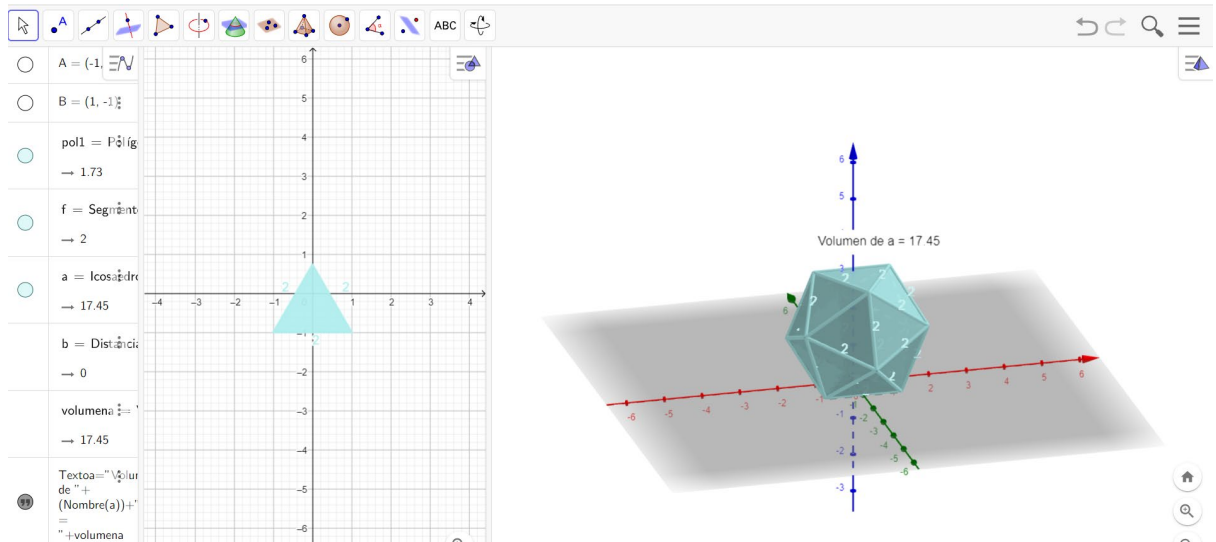 ABC
A = (-1,
B = (1, -1)
pol1 = Políg
→ 1.73
f = Segmento
→ 2
a = Icosaedro
→ 17.45
b = Distancia
→ 0
volumena =
→ 17.45
Textoa="Volur
de "+
(Nombre(a))+"
=
"+volumena
6
5
4
3
2
1
-4 -3 -2 -1 1 2 3 4
-1
-2
-3
-4
-5
-6
2 2
2
6
5
Volumen de a = 17.45
3
2 2 2 2 2 2 2
6
-6 -5 -4 -3 -2 -1 2 3 4 5 6
-1
-2
-3
-2
-3
-4
-5
-6